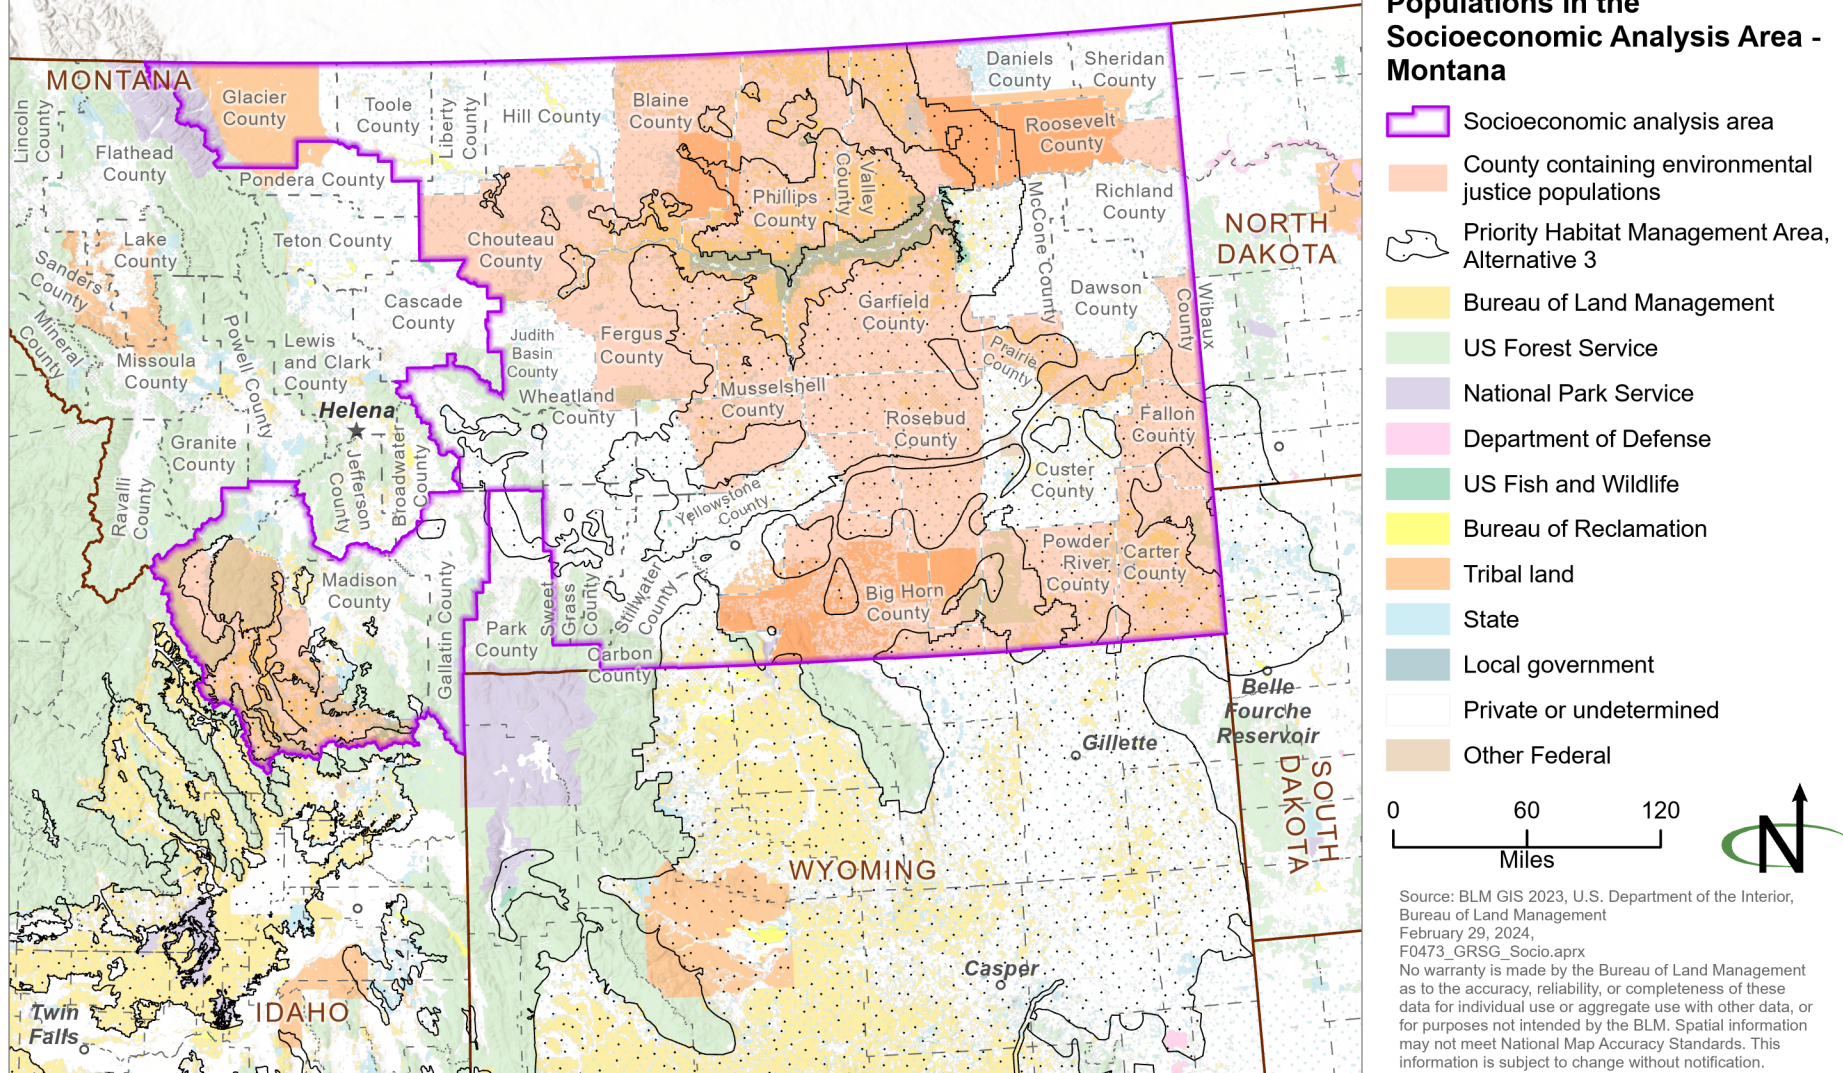 Populations in the
Socioeconomic Analysis Area -
Montana
Socioeconomic analysis area
County containing environmental
justice populations
Priority Habitat Management Area,
Alternative 3
Bureau of Land Management
US Forest Service
National Park Service
Department of Defense
US Fish and Wildlife
Bureau of Reclamation
Tribal land
State
Local government
Private or undetermined
Other Federal
0 60 120
Miles
N
Source: BLM GIS 2023, U.S. Department of the Interior,
Bureau of Land Management
February 29, 2024,
F0473_GRSG_Socio.aprx
No warranty is made by the Bureau of Land Management
as to the accuracy, reliability, or completeness of these
data for individual use or aggregate use with other data, or
for purposes not intended by the BLM. Spatial information
may not meet National Map Accuracy Standards. This
information is subject to change without notification.
MONTANA
Lincoln
County
Flathead
County
Glacier
County
Toole
County
Liberty
County
Hill County
Blaine
County
Daniels
County
Sheridan
County
Roosevelt
County
Pondera County
Phillips
County
Valley
County
McCone County
Richland
County
NORTH
DAKOTA
Lake
County
Sanders
County
Teton County
Chouteau
County
Cascade
County
Garfield
County
Dawson
County
Wibaux
County
Mineral
County
Missoula
County
Powell County
Lewis
and Clark
County
Judith
Basin
County
Fergus
County
Prairie
County
Helena
Wheatland
County
Musselshell
County
Rosebud
County
Fallon
County
Granite
County
Jefferson
County
Broadwater
County
Custer
County
Ravalli
County
Yellowstone
County
Madison
County
Gallatin County
Park
County
Sweet
Grass
County
Stillwater
County
Carbon
County
Big Horn
County
Powder
River
County
Carter
County
Belle
Fourche
Reservoir
Gillette
SOUTH
DAKOTA
WYOMING
Casper
IDAHO
Twin
Falls